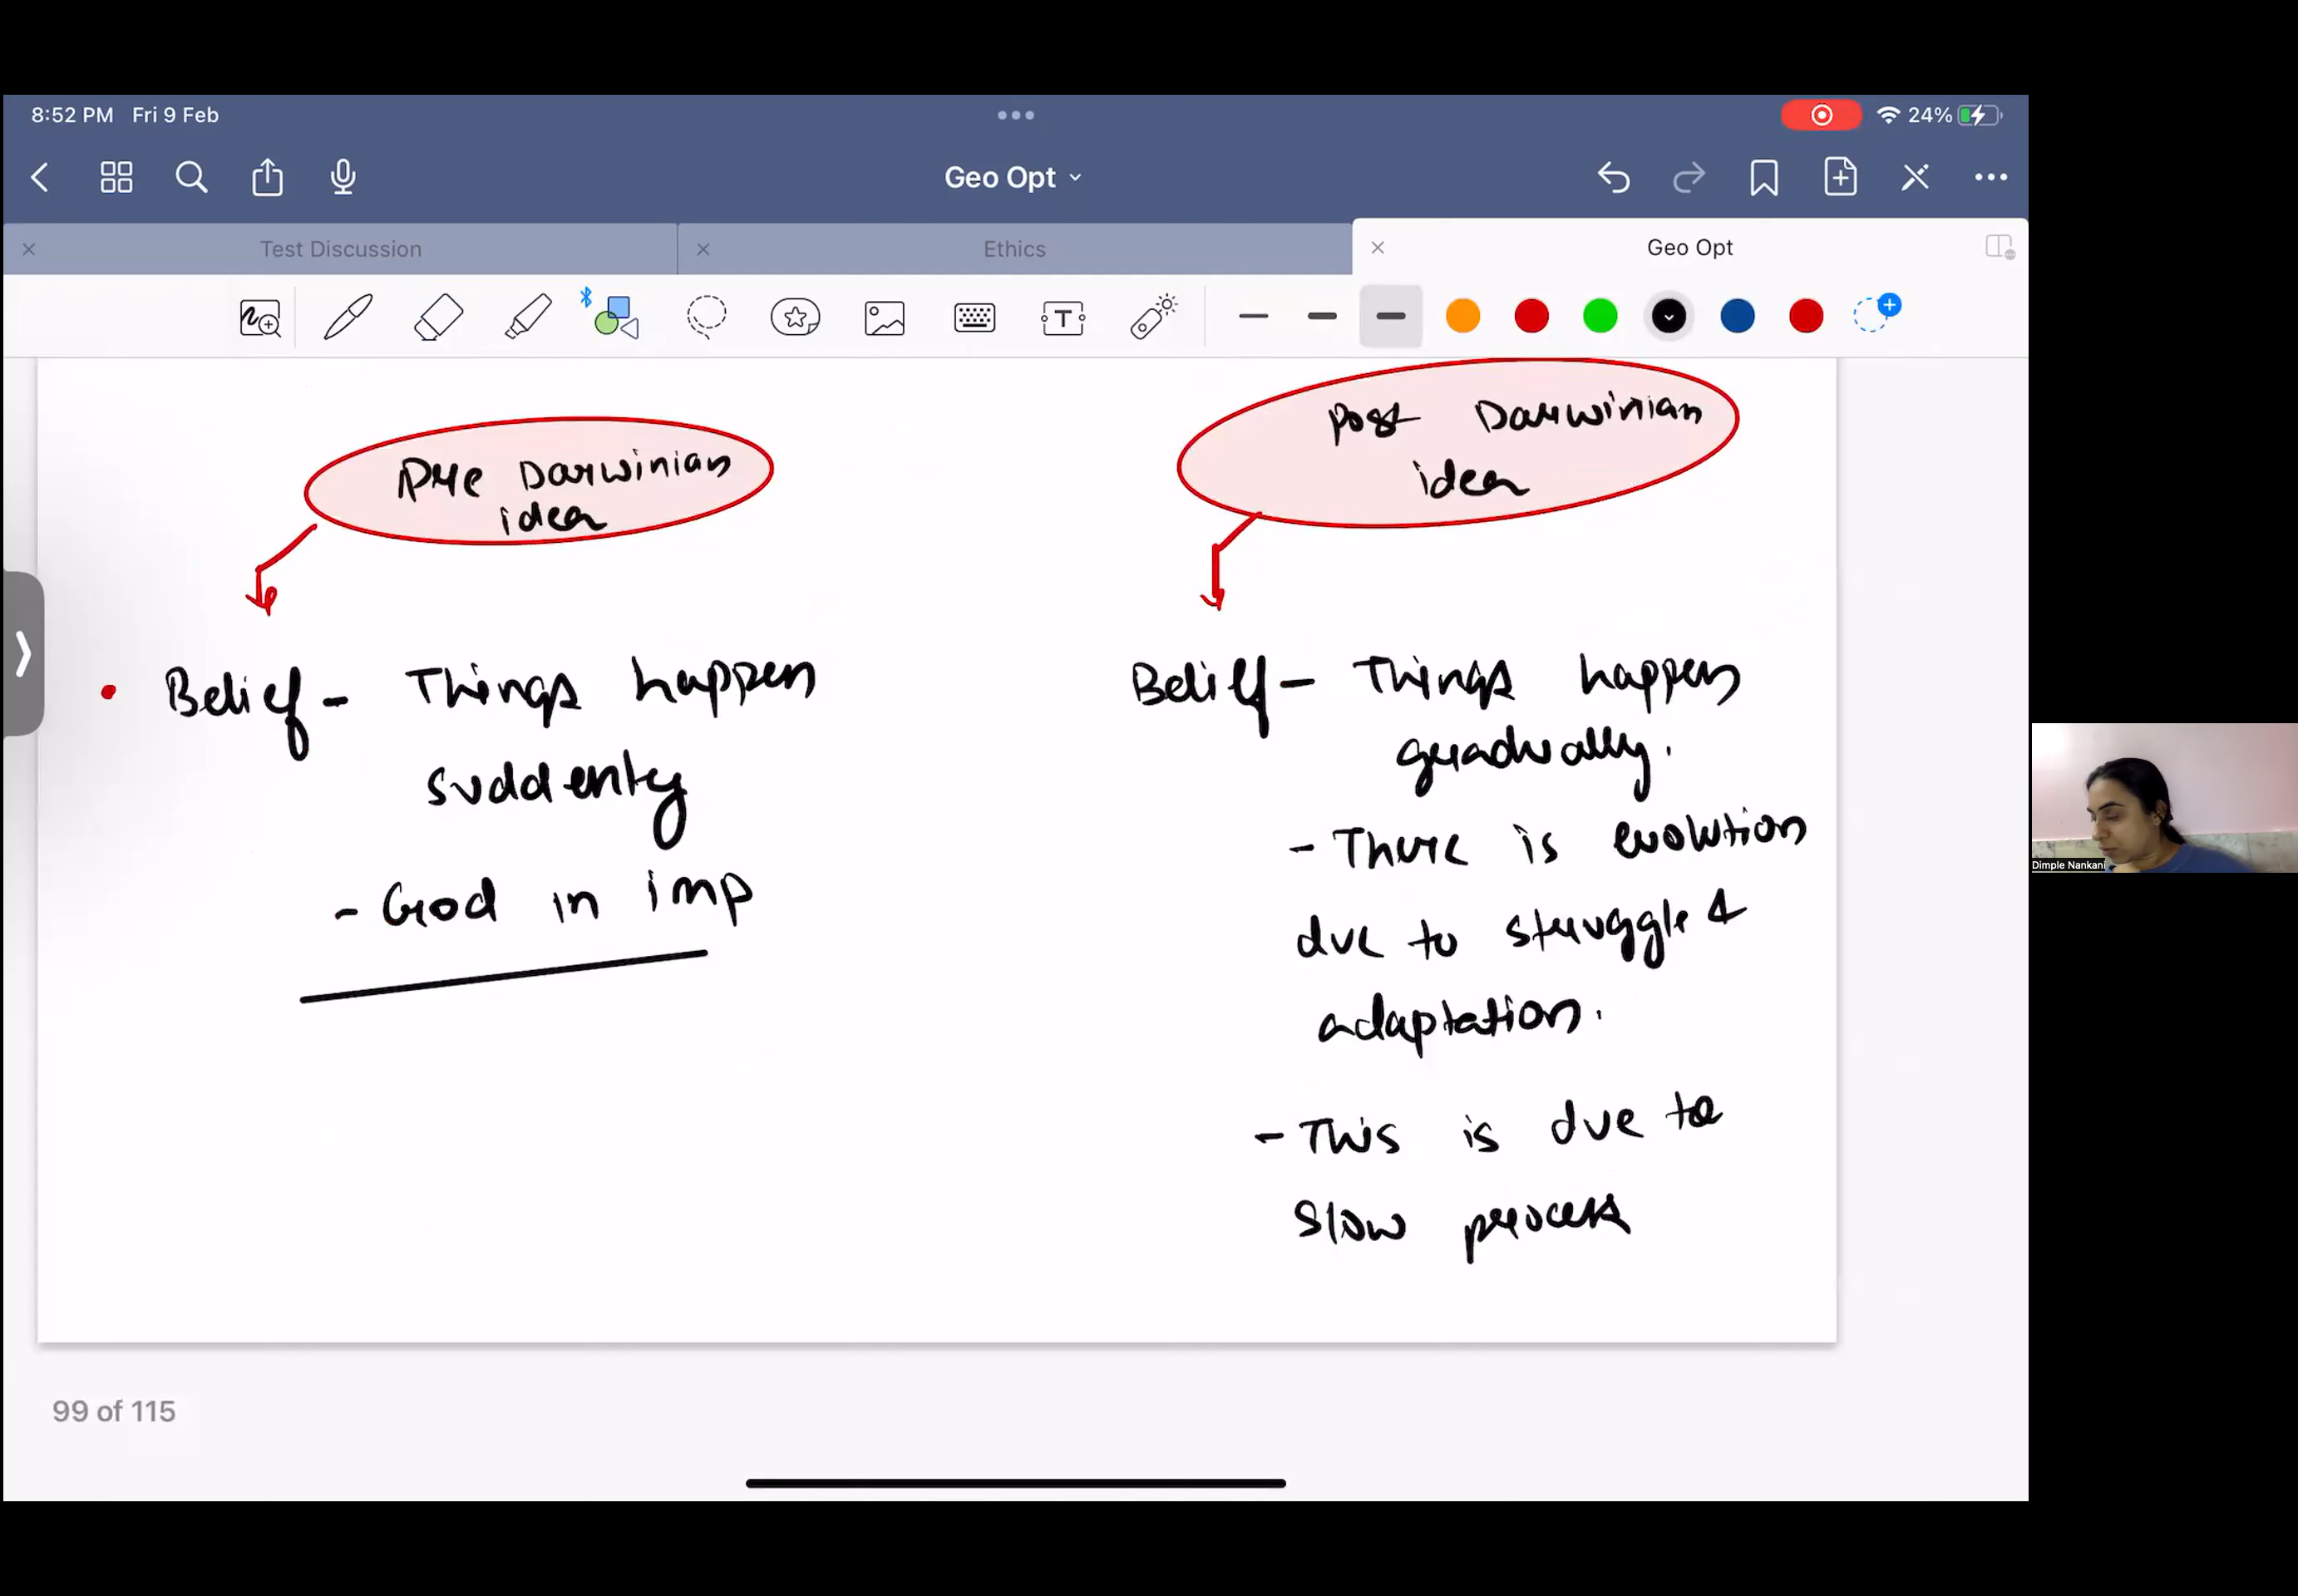 8:52 PM Fri 9 Feb
24%
Geo Opt
Test Discussion
Ethics
Geo Opt
Pre Darwinian
idea
Belief - Things happen
suddenly
- God in imp
Post Darwinian
idea
Belief - Things happen
gradually.
- There is evolution
due to struggle &
adaptation.
- This is due to
slow process
Dimple Nankani
99 of 115